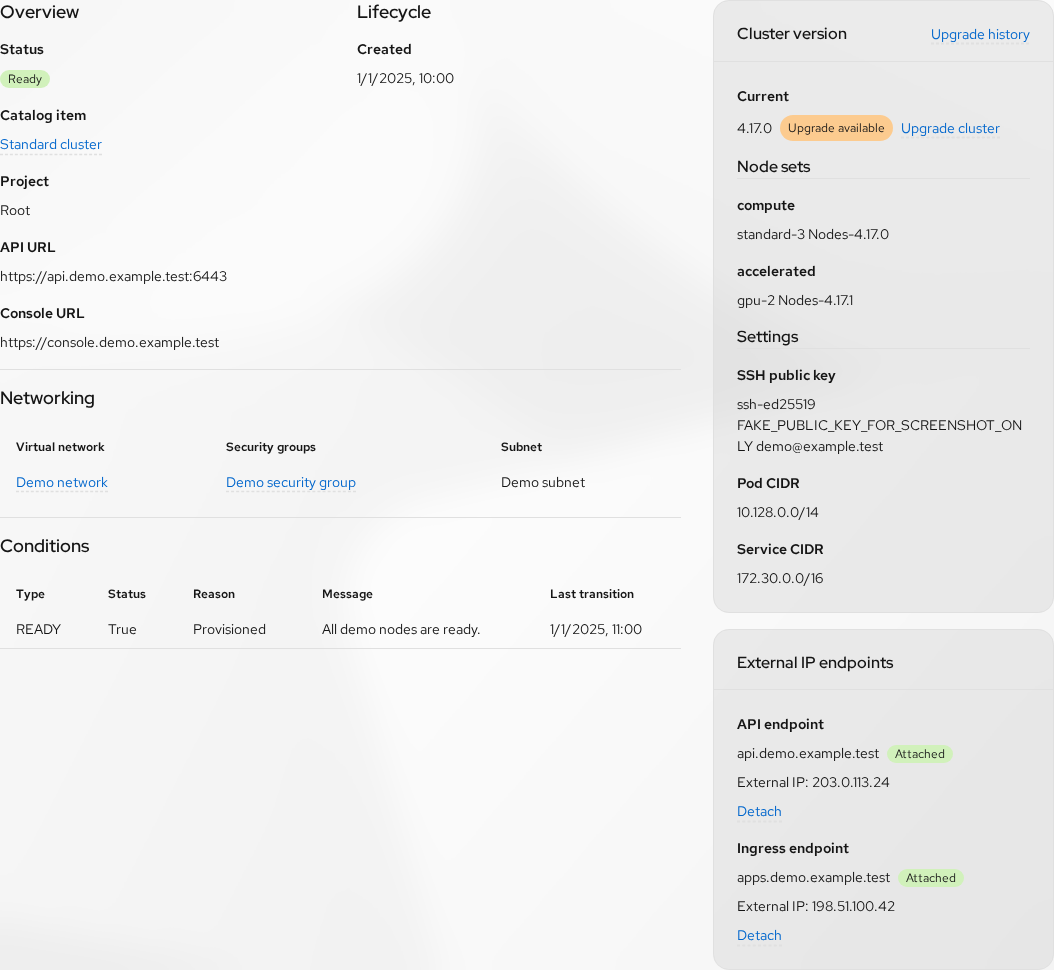 Overview
Status
Ready
Catalog item
Standard cluster
Project
Root
API URL
https://api.demo.example.test:6443
Console URL
https://console.demo.example.test
Lifecycle
Created
1/1/2025, 10:00
Networking
Virtual network Security groups Subnet
Demo network Demo security group Demo subnet
Conditions
Type Status Reason Message Last transition
READY True Provisioned All demo nodes are ready. 1/1/2025, 11:00
Cluster version Upgrade history
Current
4.17.0 Upgrade available Upgrade cluster
Node sets
compute
standard-3 Nodes-4.17.0
accelerated
gpu-2 Nodes-4.17.1
Settings
SSH public key
ssh-ed25519
FAKE_PUBLIC_KEY_FOR_SCREENSHOT_ON
LY demo@example.test
Pod CIDR
10.128.0.0/14
Service CIDR
172.30.0.0/16
External IP endpoints
API endpoint
api.demo.example.test Attached
External IP: 203.0.113.24
Detach
Ingress endpoint
apps.demo.example.test Attached
External IP: 198.51.100.42
Detach